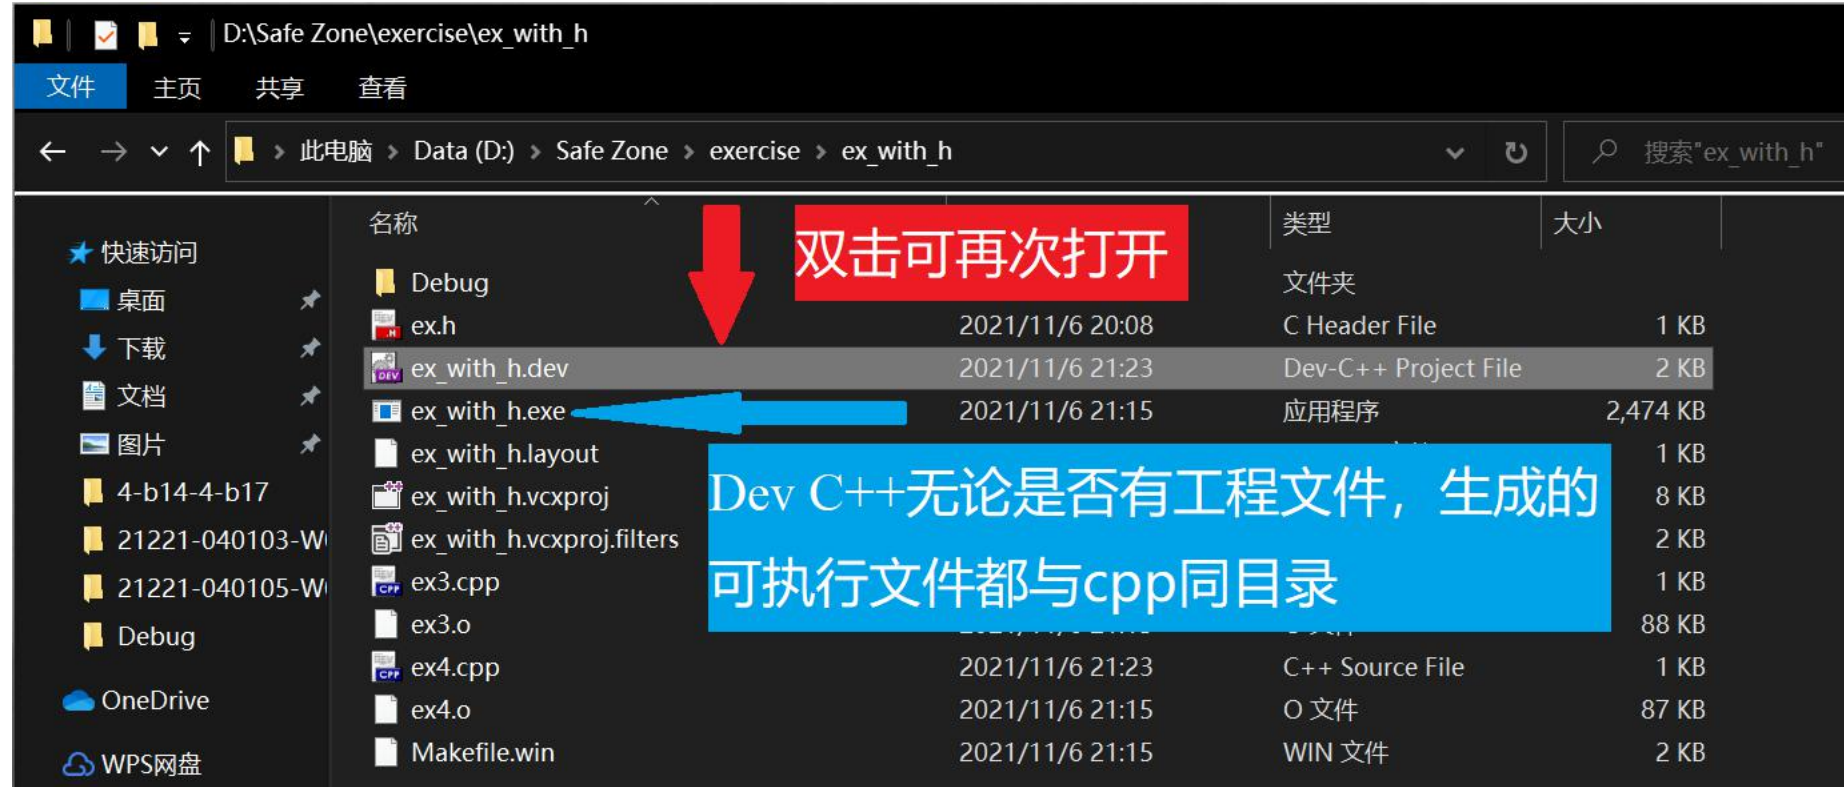 D:\Safe Zone\exercise\ex_with_h
文件 主页 共享 查看
此电脑 > Data (D:) > Safe Zone > exercise > ex_with_h 搜索"ex_with_h"
名称 类型 大小
双击可再次打开
快速访问
桌面
下载
文档
图片
4-b14-4-b17
21221-040103-W
21221-040105-W
Debug
OneDrive
WPS网盘
Debug 文件夹
ex.h 2021/11/6 20:08 C Header File 1 KB
ex_with_h.dev 2021/11/6 21:23 Dev-C++ Project File 2 KB
ex_with_h.exe 2021/11/6 21:15 应用程序 2,474 KB
ex_with_h.layout 1 KB
ex_with_h.vcxproj 8 KB
ex_with_h.vcxproj.filters 2 KB
ex3.cpp 1 KB
ex3.o 88 KB
ex4.cpp 2021/11/6 21:23 C++ Source File 1 KB
ex4.o 2021/11/6 21:15 O 文件 87 KB
Makefile.win 2021/11/6 21:15 WIN 文件 2 KB
Dev C++无论是否有工程文件，生成的
可执行文件都与cpp同目录